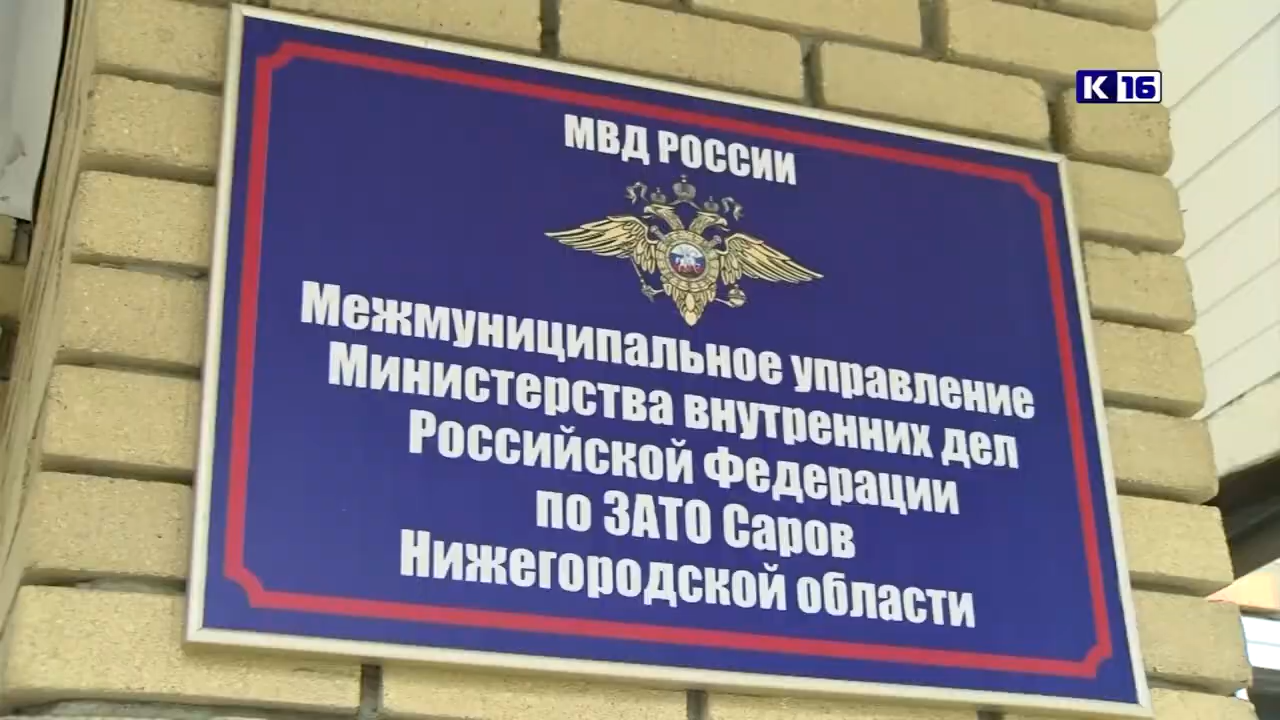 К 16
МВД РОССИИ
Межмуниципальное управление
Министерства внутренних дел
Российской Федерации
по ЗАТО Саров
Нижегородской области